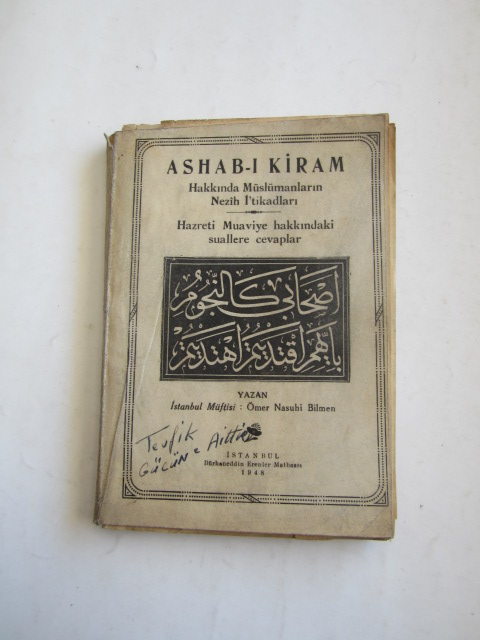 ASHAB-I KİRAM
Hakkında Müslümanların
Nezih İ'tıkadları
Hazreti Muaviye hakkındaki
suallere cevaplar
اصحابي كالنجوم
بايهم اقتديتم اهتديتم
YAZAN
İstanbul Müftisi : Ömer Nasuhi Bilmen
Tevfik
GÜCÜN'e Aittir
İSTANBUL
Bürhaneddin Erenler Matbaası
1948